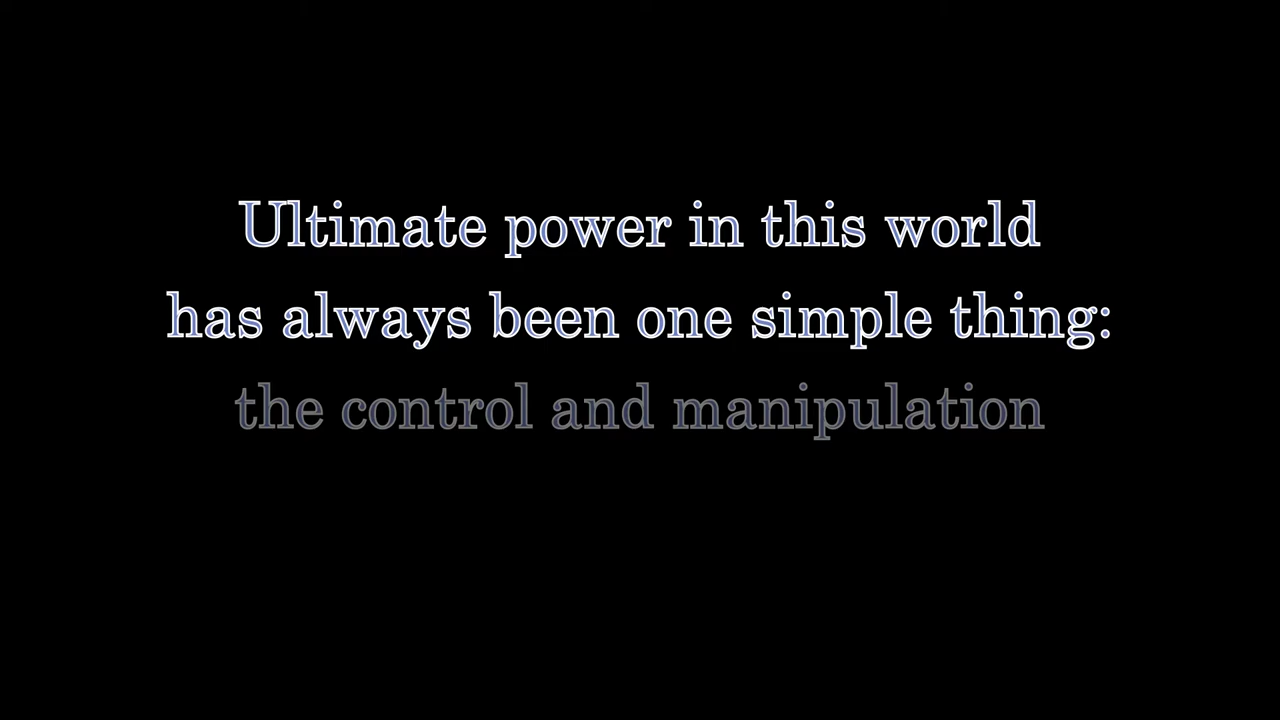 Ultimate power in this world
has always been one simple thing:
the control and manipulation